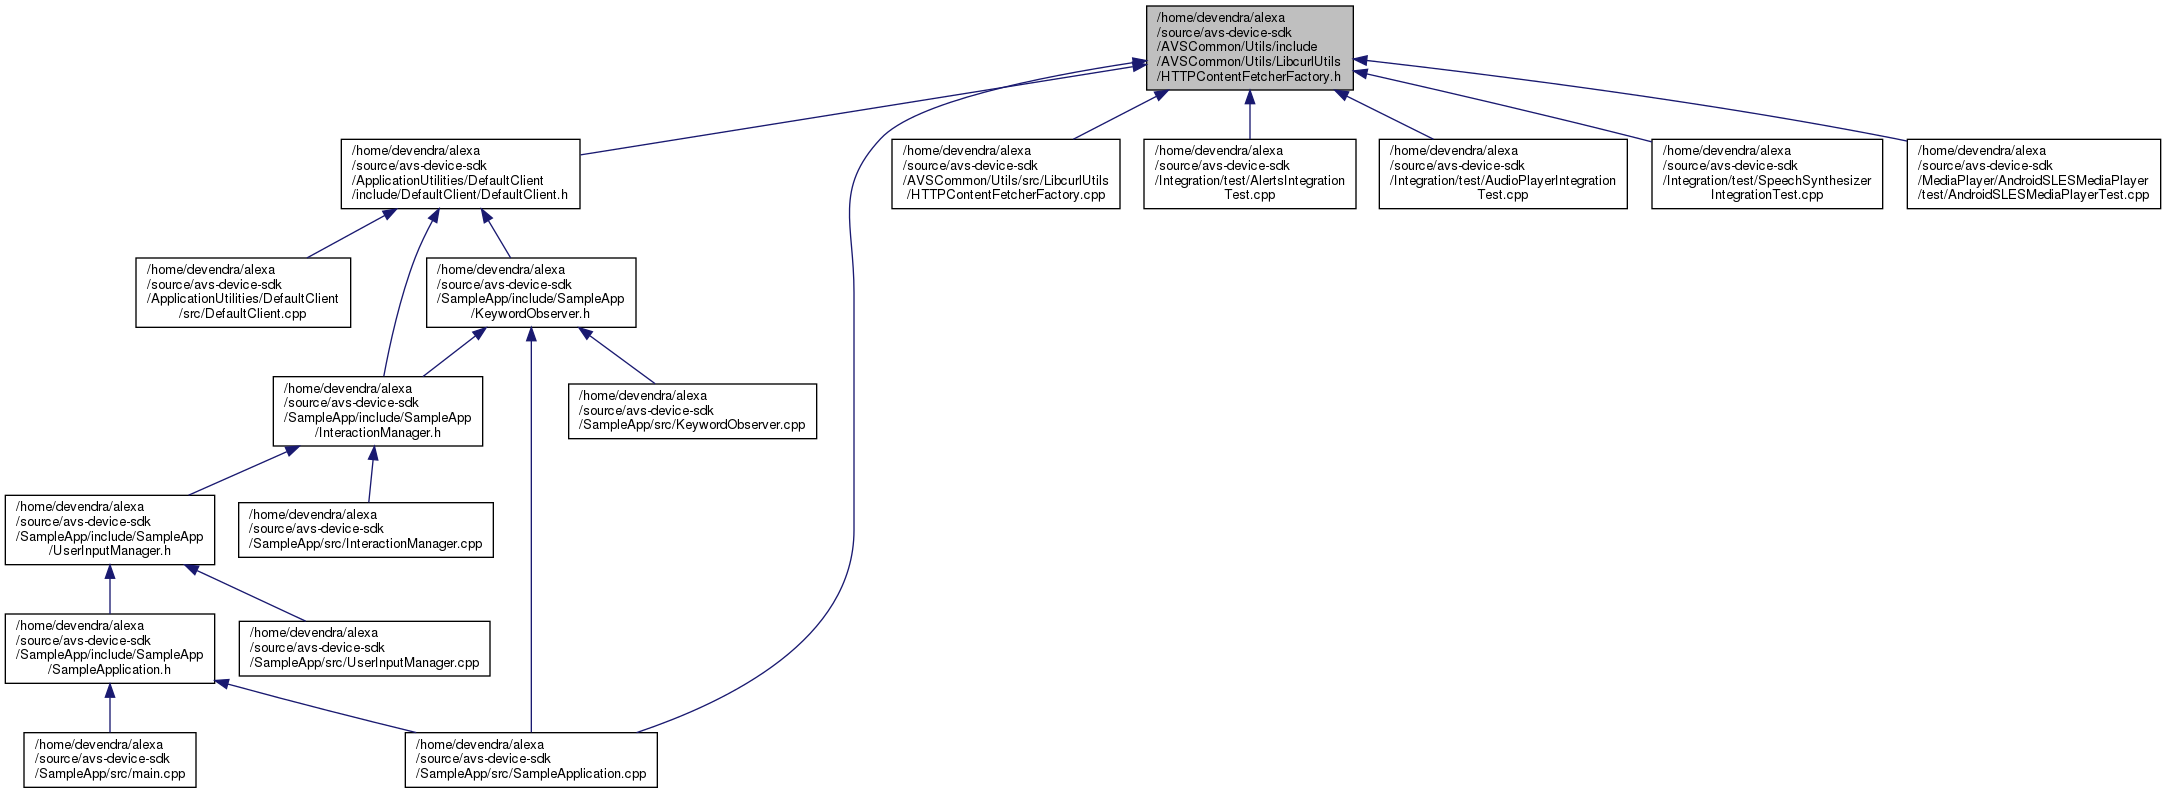 /home/devendra/alexa
/source/avs-device-sdk
/AVSCommon/Utils/include
/AVSCommon/Utils/LibcurlUtils
/HTTPContentFetcherFactory.h
/home/devendra/alexa
/source/avs-device-sdk
/ApplicationUtilities/DefaultClient
/include/DefaultClient/DefaultClient.h
/home/devendra/alexa
/source/avs-device-sdk
/AVSCommon/Utils/src/LibcurlUtils
/HTTPContentFetcherFactory.cpp
/home/devendra/alexa
/source/avs-device-sdk
/Integration/test/AlertsIntegration
Test.cpp
/home/devendra/alexa
/source/avs-device-sdk
/Integration/test/AudioPlayerIntegration
Test.cpp
/home/devendra/alexa
/source/avs-device-sdk
/Integration/test/SpeechSynthesizer
IntegrationTest.cpp
/home/devendra/alexa
/source/avs-device-sdk
/MediaPlayer/AndroidSLESMediaPlayer
/test/AndroidSLESMediaPlayerTest.cpp
/home/devendra/alexa
/source/avs-device-sdk
/ApplicationUtilities/DefaultClient
/src/DefaultClient.cpp
/home/devendra/alexa
/source/avs-device-sdk
/SampleApp/include/SampleApp
/KeywordObserver.h
/home/devendra/alexa
/source/avs-device-sdk
/SampleApp/include/SampleApp
/InteractionManager.h
/home/devendra/alexa
/source/avs-device-sdk
/SampleApp/src/KeywordObserver.cpp
/home/devendra/alexa
/source/avs-device-sdk
/SampleApp/include/SampleApp
/UserInputManager.h
/home/devendra/alexa
/source/avs-device-sdk
/SampleApp/src/InteractionManager.cpp
/home/devendra/alexa
/source/avs-device-sdk
/SampleApp/include/SampleApp
/SampleApplication.h
/home/devendra/alexa
/source/avs-device-sdk
/SampleApp/src/UserInputManager.cpp
/home/devendra/alexa
/source/avs-device-sdk
/SampleApp/src/main.cpp
/home/devendra/alexa
/source/avs-device-sdk
/SampleApp/src/SampleApplication.cpp